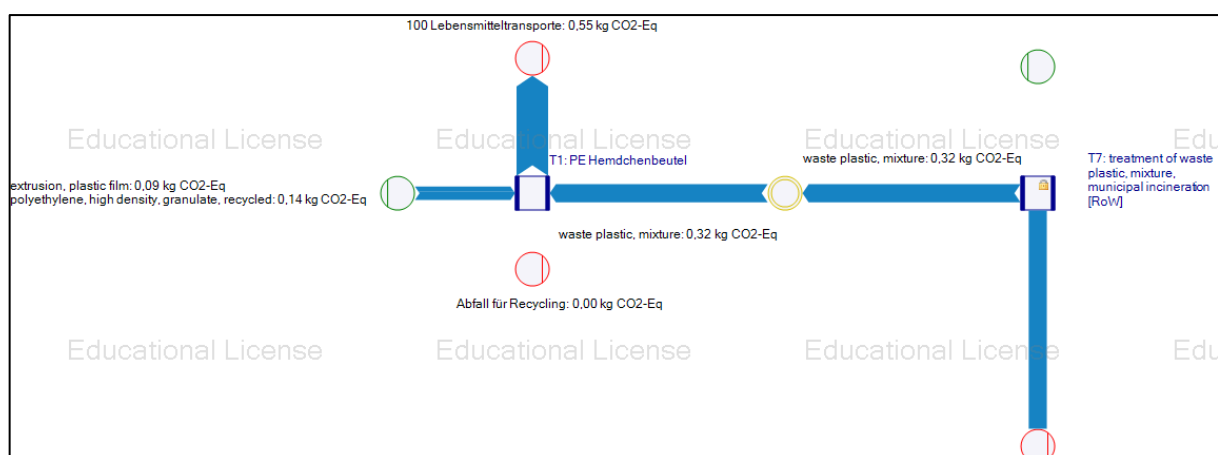 100 Lebensmitteltransporte: 0,55 kg CO2-Eq
Educational License
Educational License
Educational License
Edu
T1: PE Hemdchenbeutel
waste plastic, mixture: 0,32 kg CO2-Eq
T7: treatment of waste
plastic, mixture,
municipal incineration
[RoW]
extrusion, plastic film: 0,09 kg CO2-Eq
polyethylene, high density, granulate, recycled: 0,14 kg CO2-Eq
waste plastic, mixture: 0,32 kg CO2-Eq
Abfall für Recycling: 0,00 kg CO2-Eq
Educational License
Educational License
Educational License
Edu